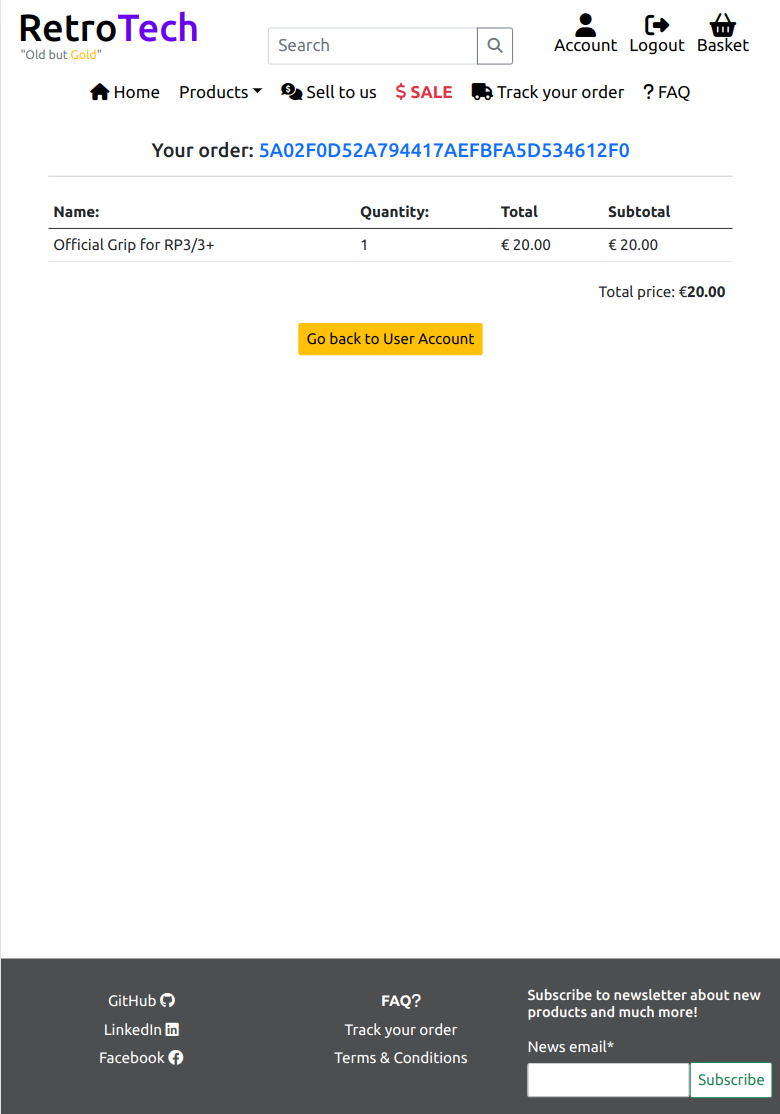 RetroTech
"Old but Gold"
Search
Account Logout Basket
Home Products Sell to us $ SALE Track your order ? FAQ
Your order: 5A02F0D52A794417AEFBFA5D534612F0
Name: Quantity: Total Subtotal
Official Grip for RP3/3+ 1 € 20.00 € 20.00
Total price: €20.00
Go back to User Account
GitHub
LinkedIn
Facebook
FAQ?
Track your order
Terms & Conditions
Subscribe to newsletter about new
products and much more!
News email*
Subscribe